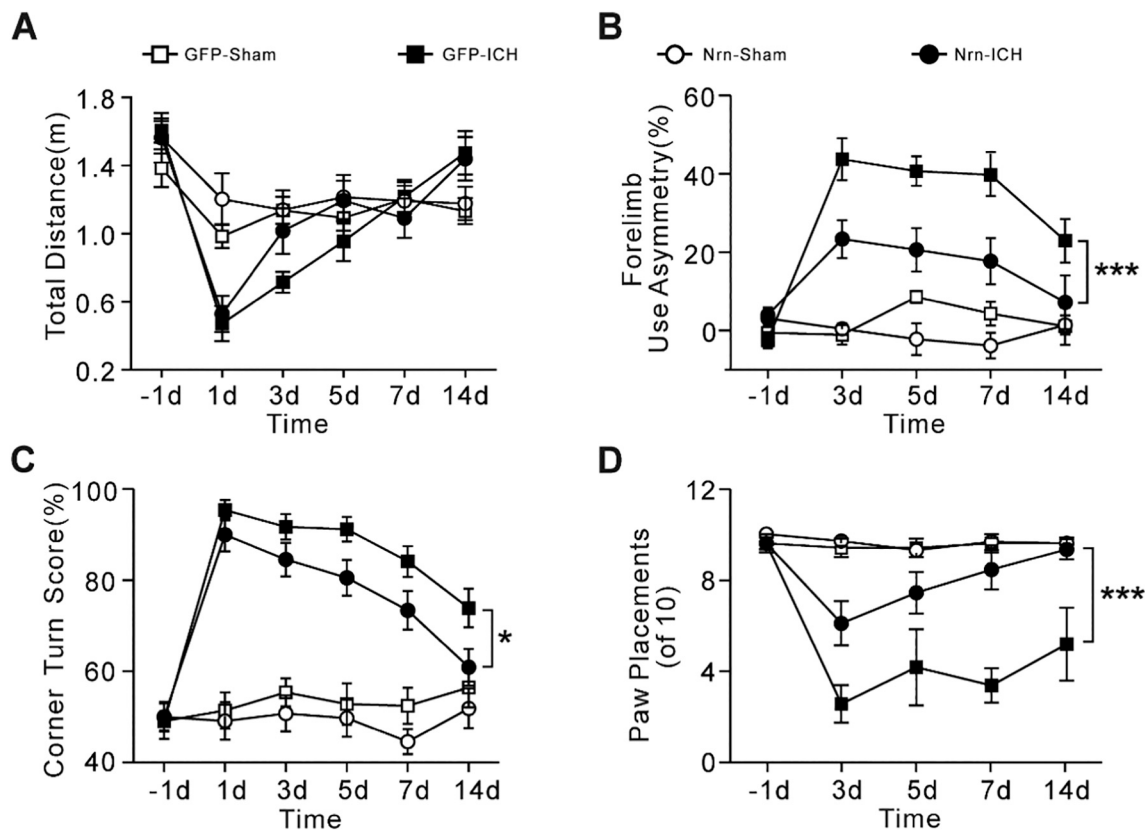 A
B
GFP-Sham
GFP-ICH
Nrn-Sham
Nrn-ICH
Total Distance(m)
1.8
1.4
1.0
0.6
0.2
-1d 1d 3d 5d 7d 14d
Time
Forelimb
Use Asymmetry(%)
60
40
20
0
-1d 3d 5d 7d 14d
Time
***
C
D
Corner Turn Score(%)
100
80
60
40
-1d 1d 3d 5d 7d 14d
Time
*
Paw Placements
(of 10)
12
8
4
0
-1d 3d 5d 7d 14d
Time
***